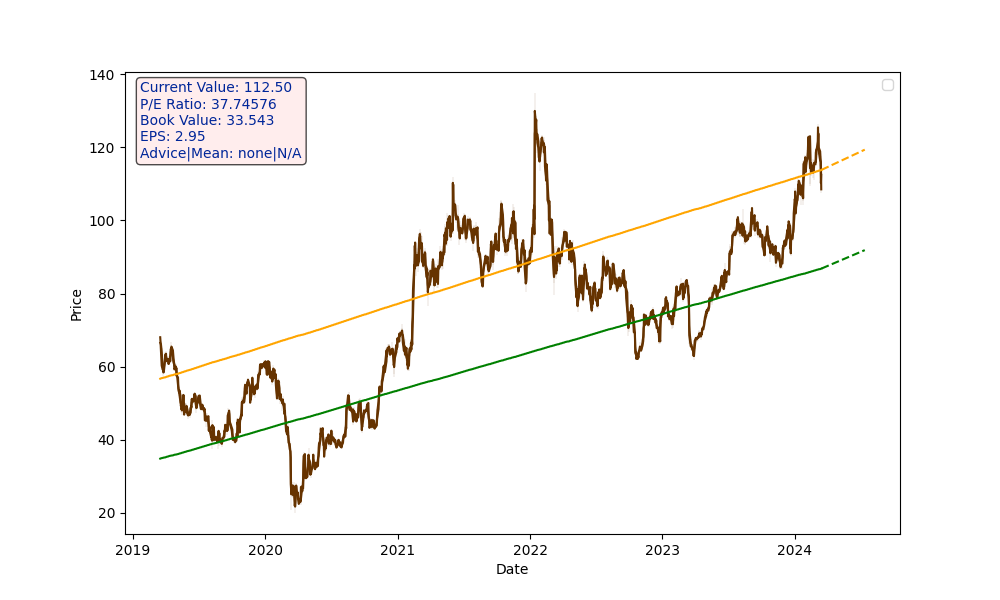 Current Value: 112.50
P/E Ratio: 37.74576
Book Value: 33.543
EPS: 2.95
Advice|Mean: none|N/A
140
120
100
80
60
40
20
Price
2019 2020 2021 2022 2023 2024
Date